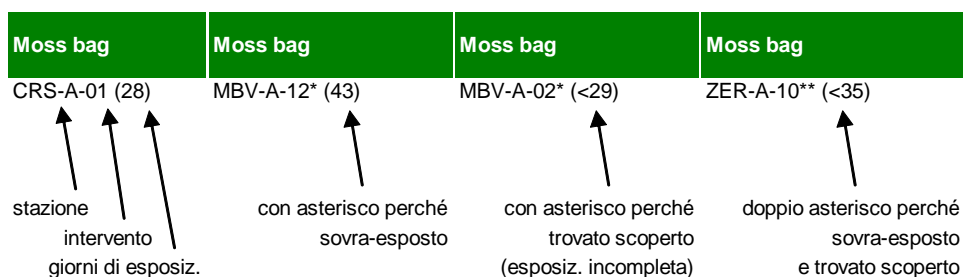 Moss bag Moss bag Moss bag Moss bag
CRS-A-01 (28) MBV-A-12* (43) MBV-A-02* (<29) ZER-A-10** (<35)
stazione con asterisco perché con asterisco perché doppio asterisco perché
intervento sovra-esposto trovato scoperto sovra-esposto
giorni di esposiz. (esposiz. incompleta) e trovato scoperto